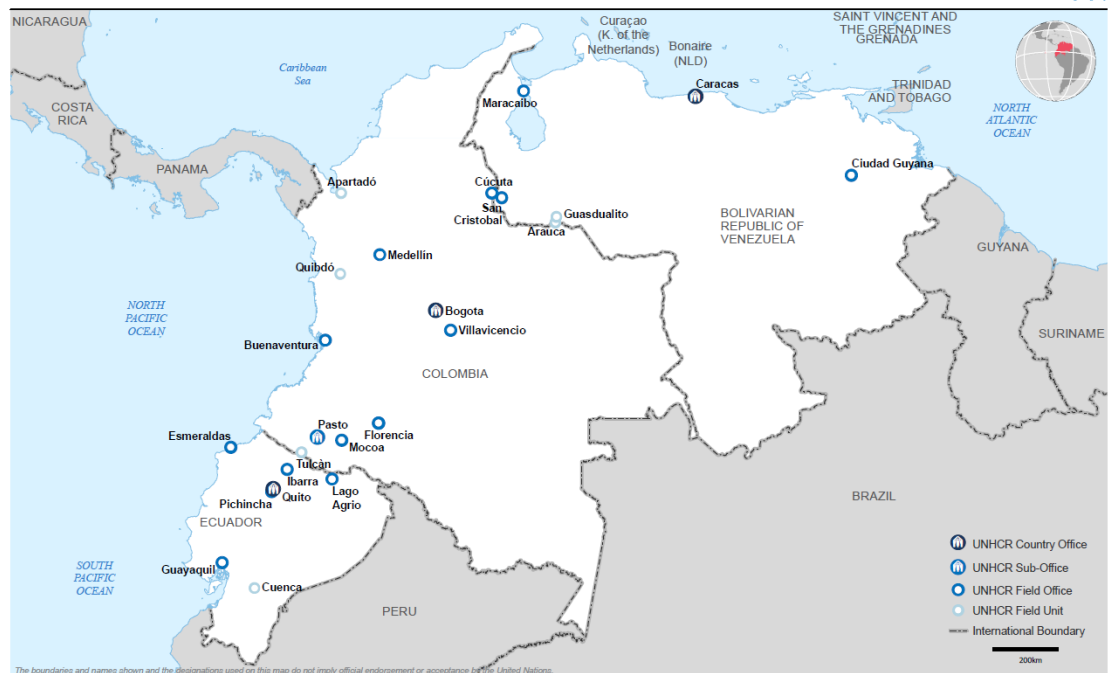 NICARAGUA
Curaçao
(K. of the
Netherlands)
Bonaire
(NLD)
SAINT VINCENT AND
THE GRENADINES
GRENADA
Caribbean
Sea
COSTA
RICA
Maracaibo
Caracas
TRINIDAD
AND TOBAGO
NORTH
ATLANTIC
OCEAN
PANAMA
Apartadó
Cúcuta
San
Cristobal
Guasdualito
Arauca
Ciudad Guyana
BOLIVARIAN
REPUBLIC OF
VENEZUELA
GUYANA
Medellín
Quibdó
NORTH
PACIFIC
OCEAN
Bogota
Villavicencio
Buenaventura
SURINAME
COLOMBIA
Esmeraldas
Pasto
Florencia
Mocoa
Tulcàn
Ibarra
Lago
Agrio
Pichincha
Quito
ECUADOR
BRAZIL
SOUTH
PACIFIC
OCEAN
Guayaquil
Cuenca
PERU
UNHCR Country Office
UNHCR Sub-Office
UNHCR Field Office
UNHCR Field Unit
International Boundary
200km
The boundaries and names shown and the designations used on this map do not imply official endorsement or acceptance by the United Nations.